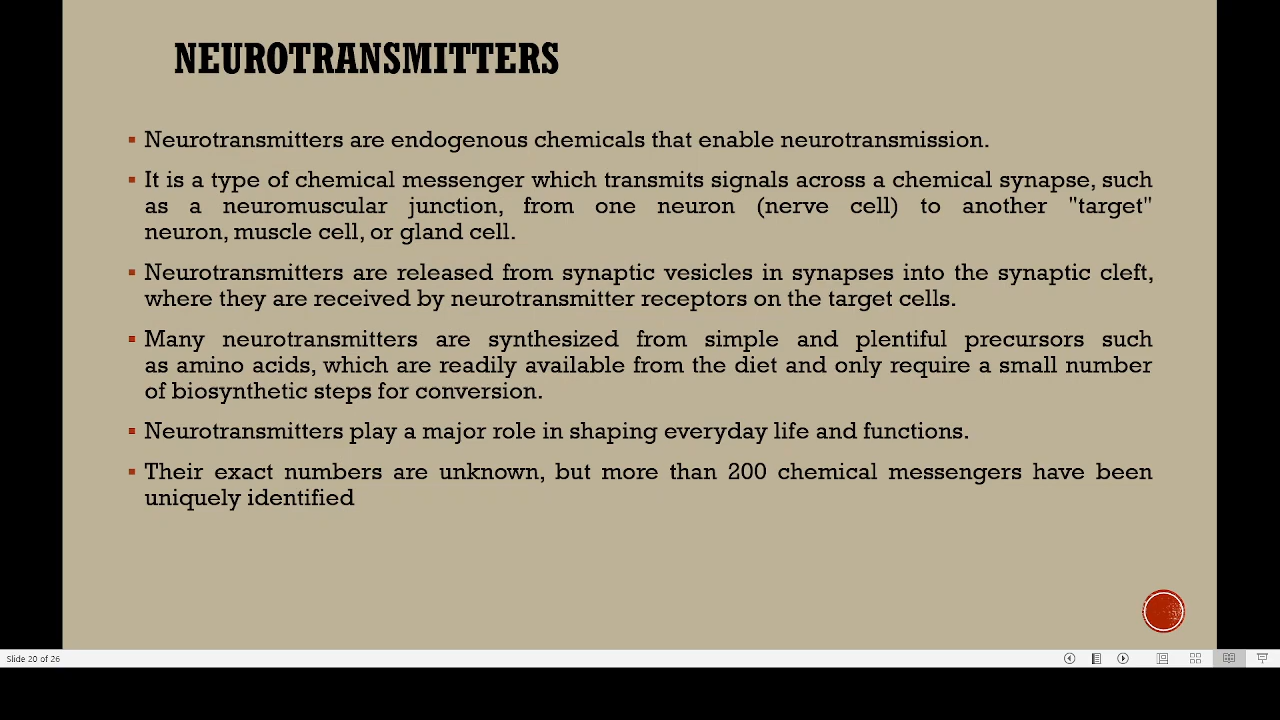 NEUROTRANSMITTERS
Neurotransmitters are endogenous chemicals that enable neurotransmission.
It is a type of chemical messenger which transmits signals across a chemical synapse, such
as a neuromuscular junction, from one neuron (nerve cell) to another "target"
neuron, muscle cell, or gland cell.
Neurotransmitters are released from synaptic vesicles in synapses into the synaptic cleft,
where they are received by neurotransmitter receptors on the target cells.
Many neurotransmitters are synthesized from simple and plentiful precursors such
as amino acids, which are readily available from the diet and only require a small number
of biosynthetic steps for conversion.
Neurotransmitters play a major role in shaping everyday life and functions.
Their exact numbers are unknown, but more than 200 chemical messengers have been
uniquely identified
Slide 20 of 26